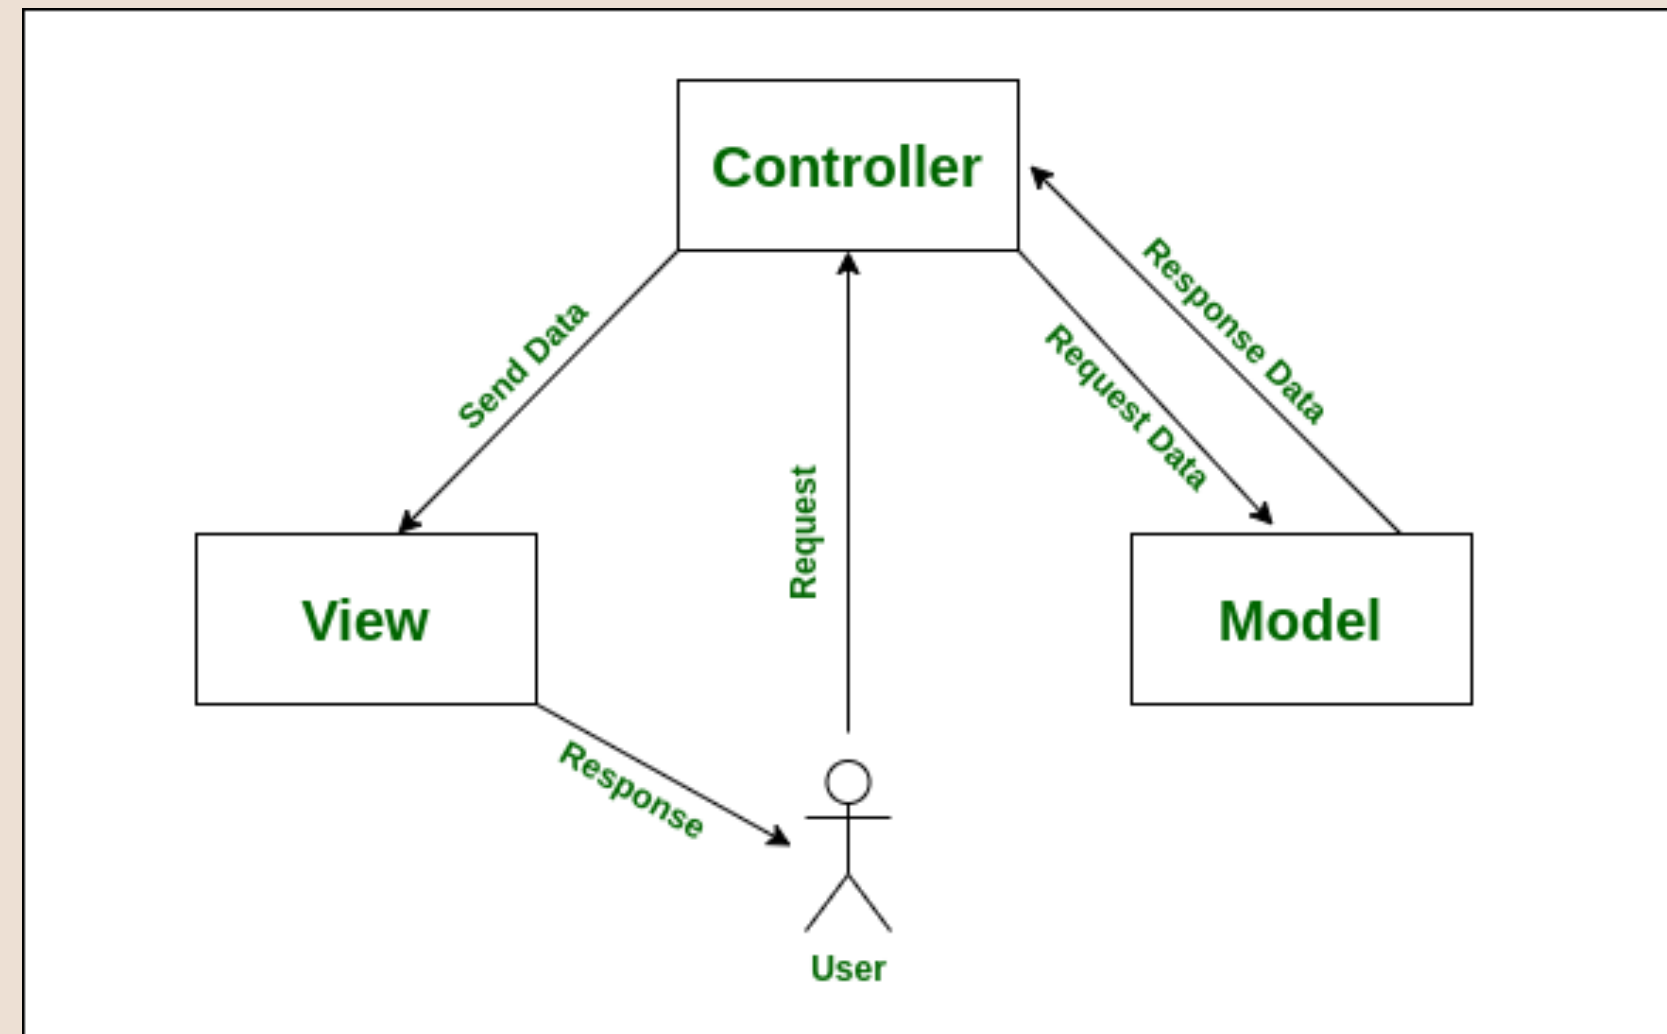 Controller
Send Data
Response Data
Request Data
Request
View
Model
Response
User